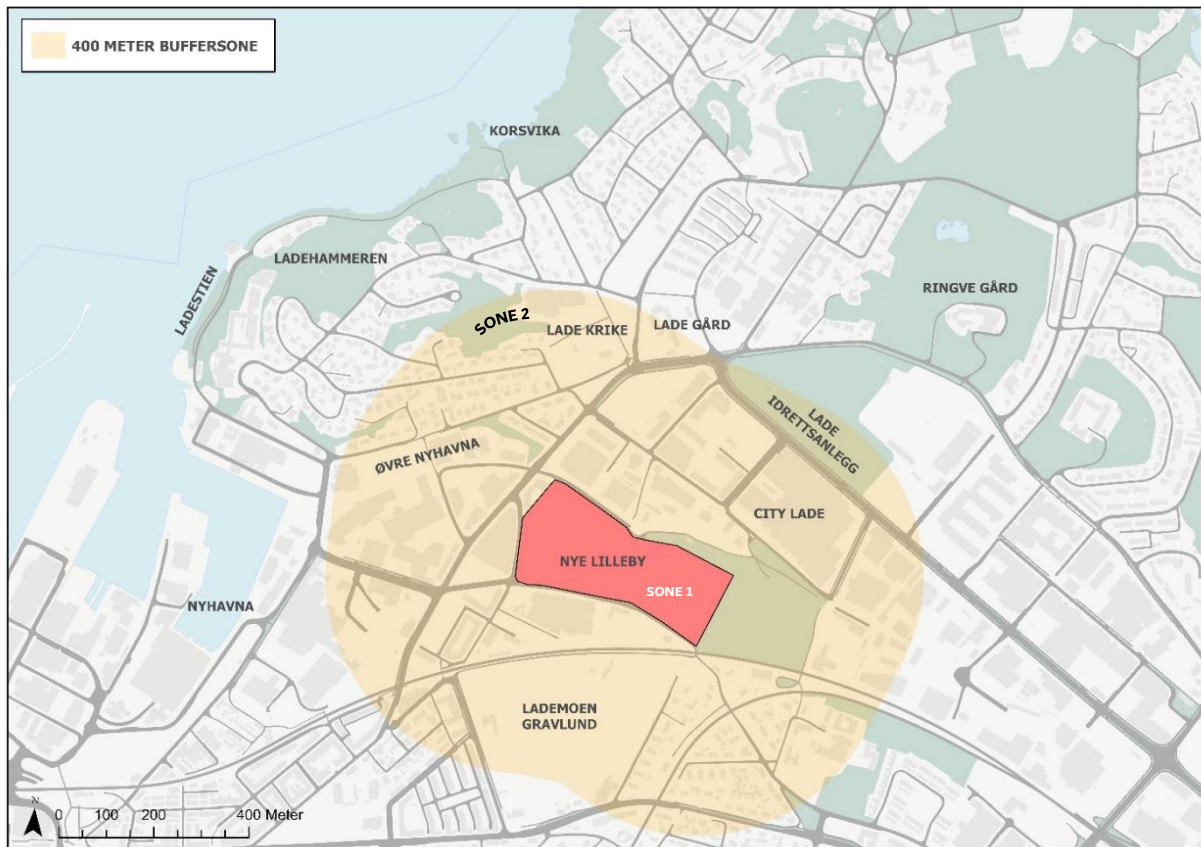 400 METER BUFFERSONE
KORSVIKA
LADEHAMMEREN
LADESTIEN
RINGVE GÅRD
SONE 2
LADE KRIKE
LADE GÅRD
LADE
IDRETTSANLEGG
ØVRE NYHAVNA
CITY LADE
NYE LILLEBY
SONE 1
NYHAVNA
LADEMOEN
GRAVLUND
N
0 100 200 400 Meter